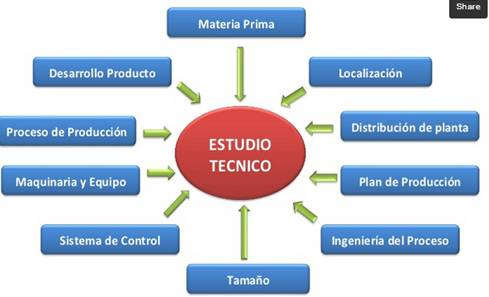 Share
Materia Prima
Desarrollo Producto
Localización
Proceso de Producción
Distribución de planta
ESTUDIO
TECNICO
Maquinaria y Equipo
Plan de Producción
Sistema de Control
Ingeniería del Proceso
Tamaño